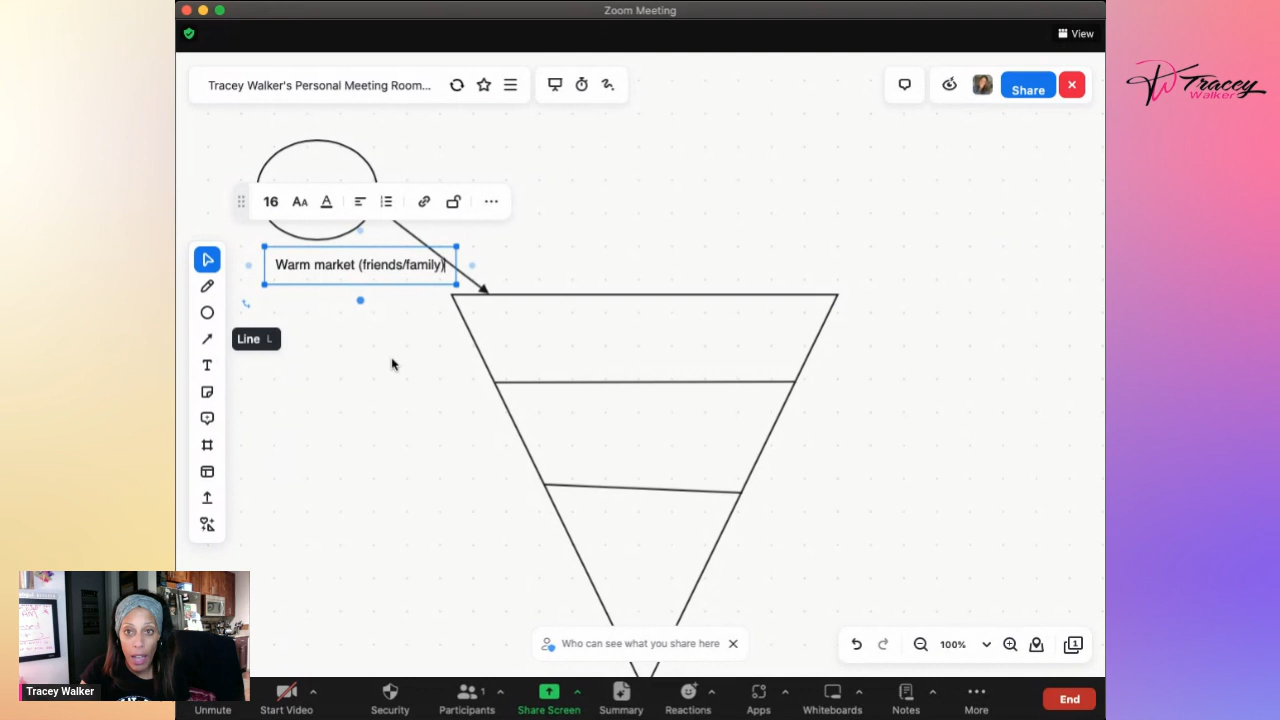 Zoom Meeting
View
Tracey Walker's Personal Meeting Room...
Share
Tracey
Walker
16
Warm market (friends/family)
Line L
Who can see what you share here
100%
1
Tracey Walker
Unmute
Start Video
Security
Participants
1
Share Screen
Summary
Reactions
Apps
Whiteboards
Notes
More
End